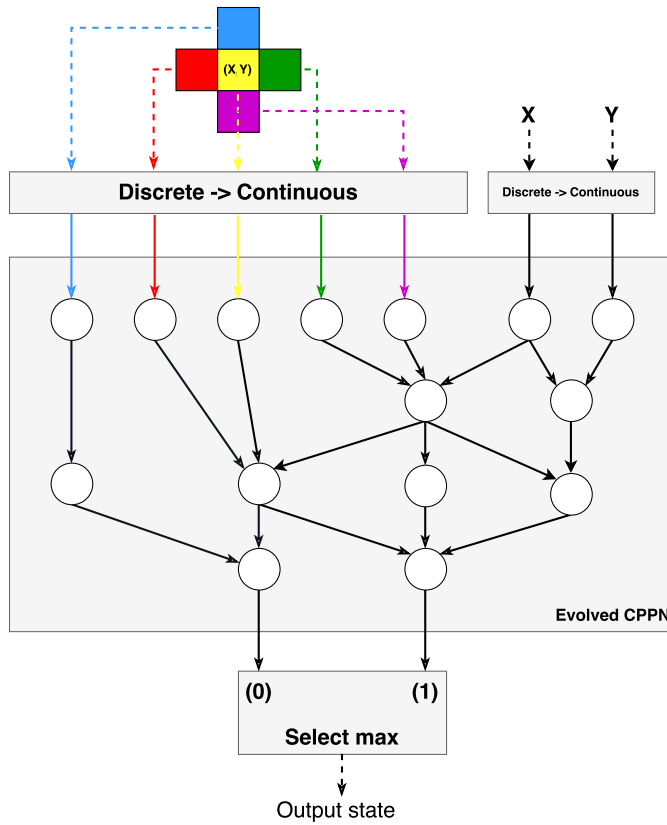 (X, Y)
X
Y
Discrete -> Continuous
Discrete -> Continuous
Evolved CPPN
(0)
(1)
Select max
Output state